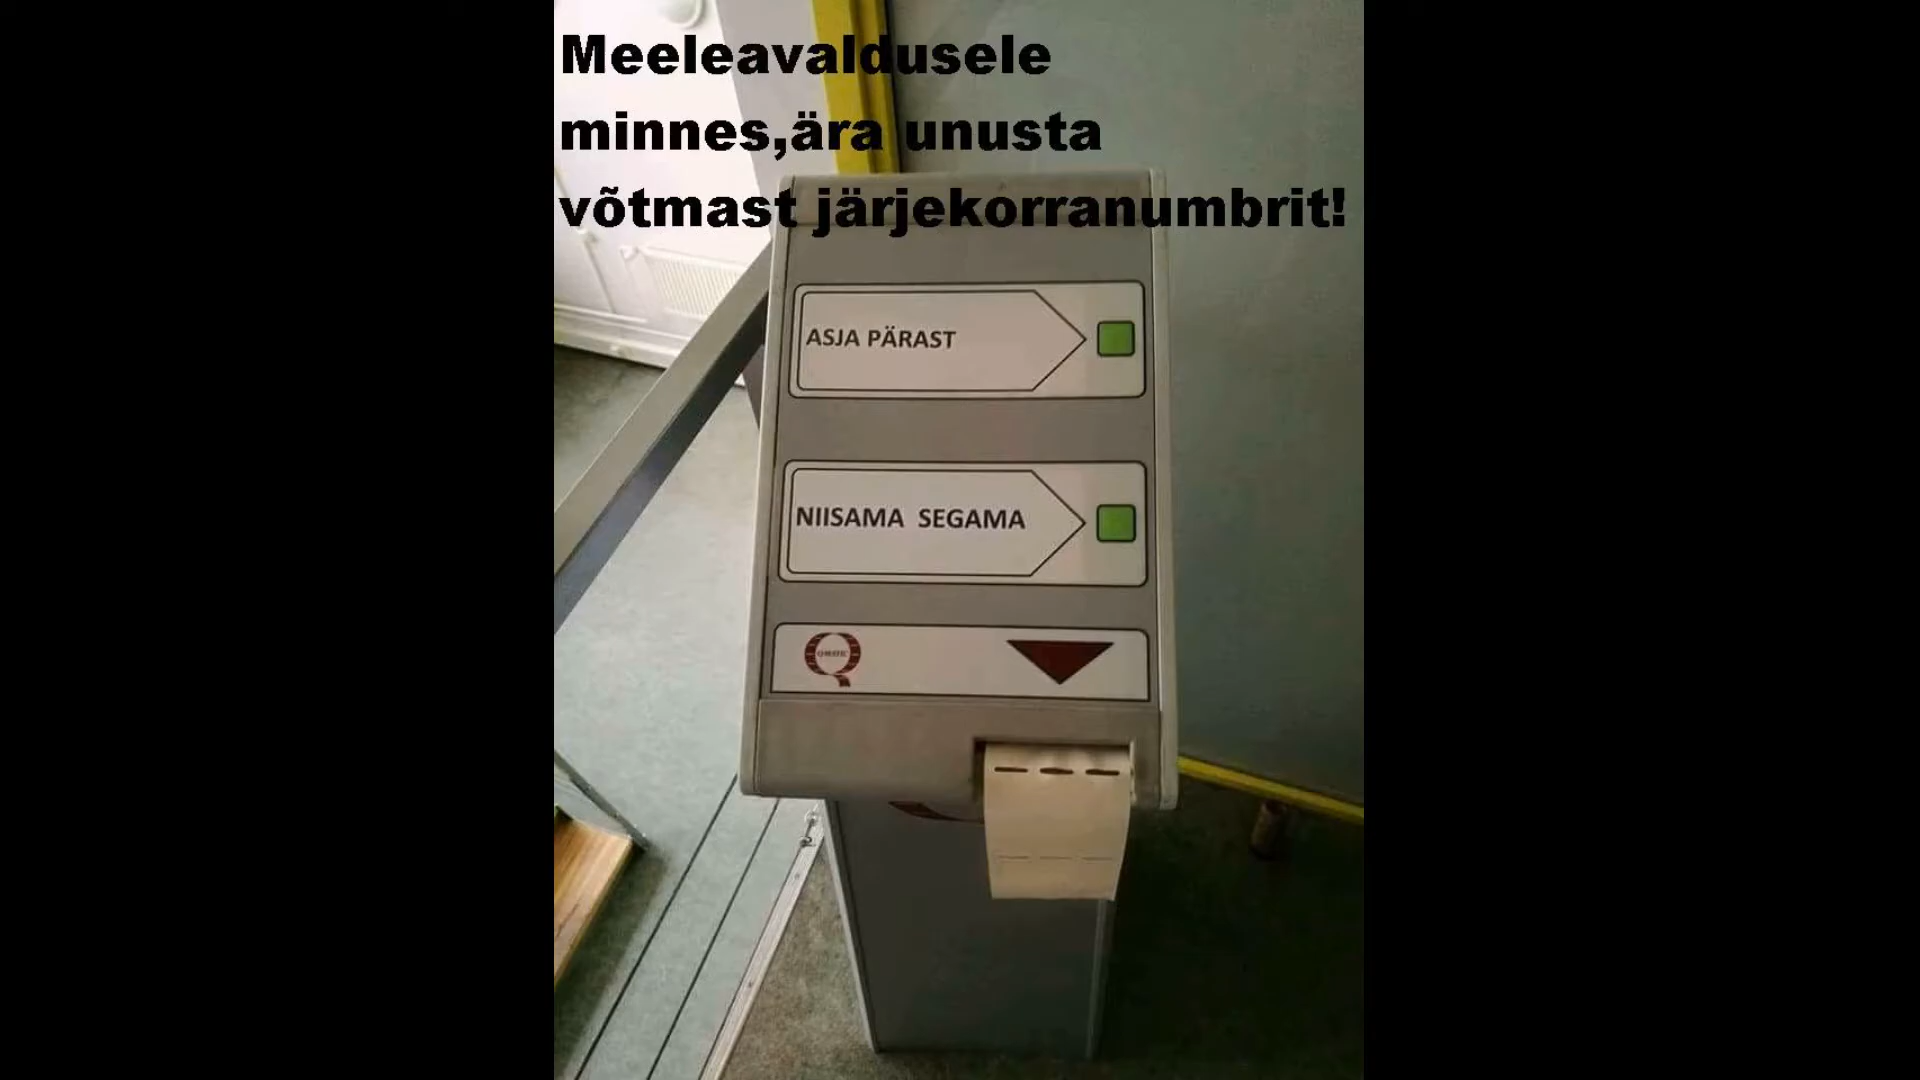 Meeleavaldusele
minnes,ära unusta
võtmast järjekorranumbrit!
ASJA PÄRAST
NIISAMA SEGAMA